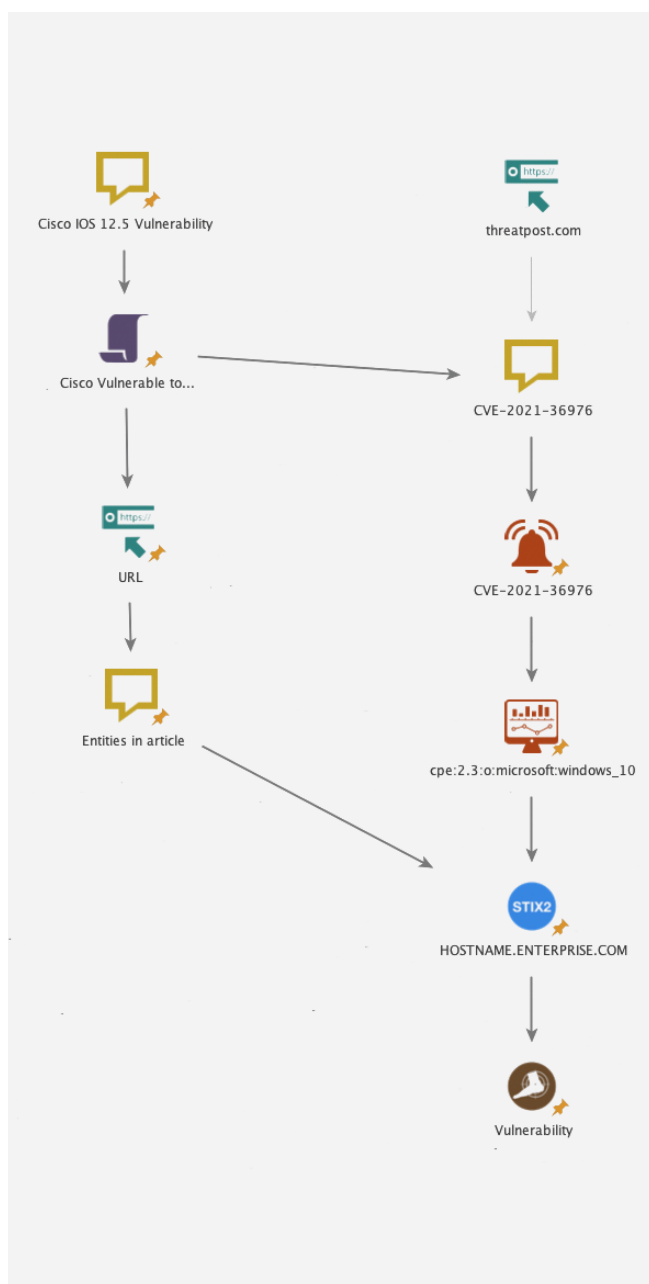 Cisco IOS 12.5 Vulnerability
Cisco Vulnerable to...
https://
URL
Entities in article
https://
threatpost.com
CVE-2021-36976
CVE-2021-36976
cpe:2.3:o:microsoft:windows_10
STIX2
HOSTNAME.ENTERPRISE.COM
Vulnerability